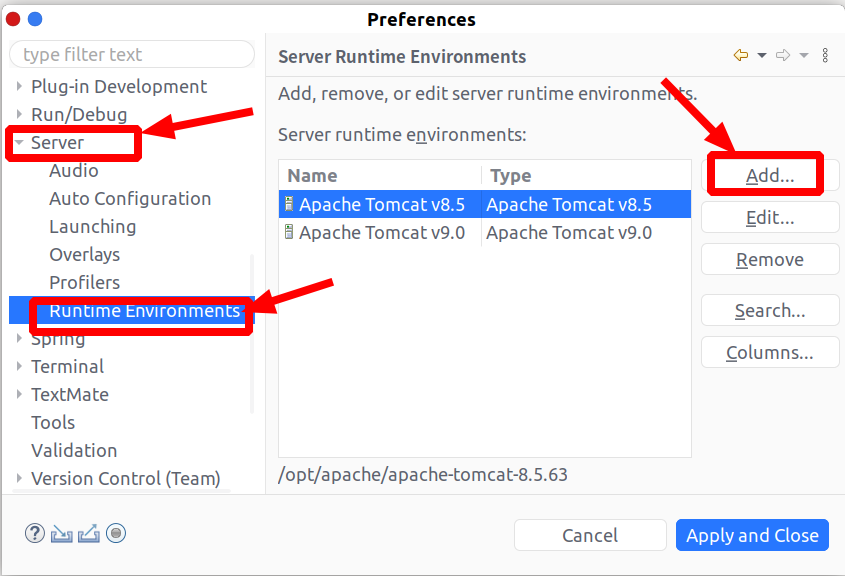 Preferences
type filter text
Plug-in Development
Run/Debug
Server
Audio
Auto Configuration
Launching
Overlays
Profilers
Runtime Environments
Spring
Terminal
TextMate
Tools
Validation
Version Control (Team)
Server Runtime Environments
Add, remove, or edit server runtime environments.
Server runtime environments:
Name Type
Apache Tomcat v8.5 Apache Tomcat v8.5
Apache Tomcat v9.0 Apache Tomcat v9.0
/opt/apache/apache-tomcat-8.5.63
Add...
Edit...
Remove
Search...
Columns...
?
Cancel Apply and Close